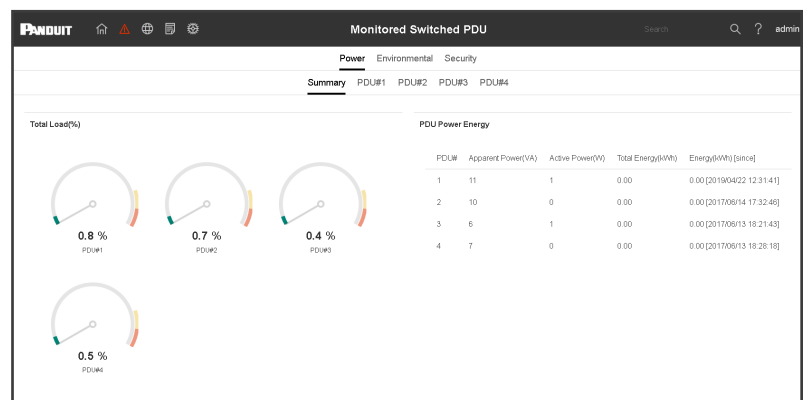 PANDUIT Monitored Switched PDU Search ? admin
Power Environmental Security
Summary PDU#1 PDU#2 PDU#3 PDU#4
Total Load(%)
0.8 %
PDU#1
0.7 %
PDU#2
0.4 %
PDU#3
0.5 %
PDU#4
PDU Power Energy
PDU# Apparent Power(VA) Active Power(W) Total Energy(kWh) Energy(kWh) [since]
1 11 1 0.00 0.00 [2019/04/22 12:31:41]
2 10 0 0.00 0.00 [2017/06/14 17:32:46]
3 6 1 0.00 0.00 [2017/06/13 18:21:43]
4 7 0 0.00 0.00 [2017/06/13 18:28:18]